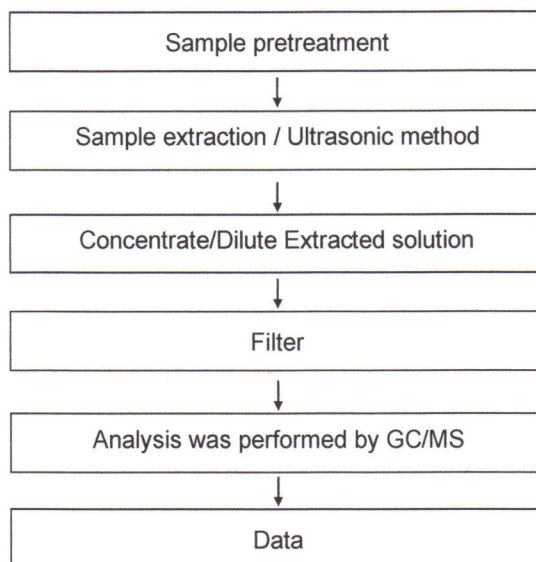 Sample pretreatment
Sample extraction / Ultrasonic method
Concentrate/Dilute Extracted solution
Filter
Analysis was performed by GC/MS
Data